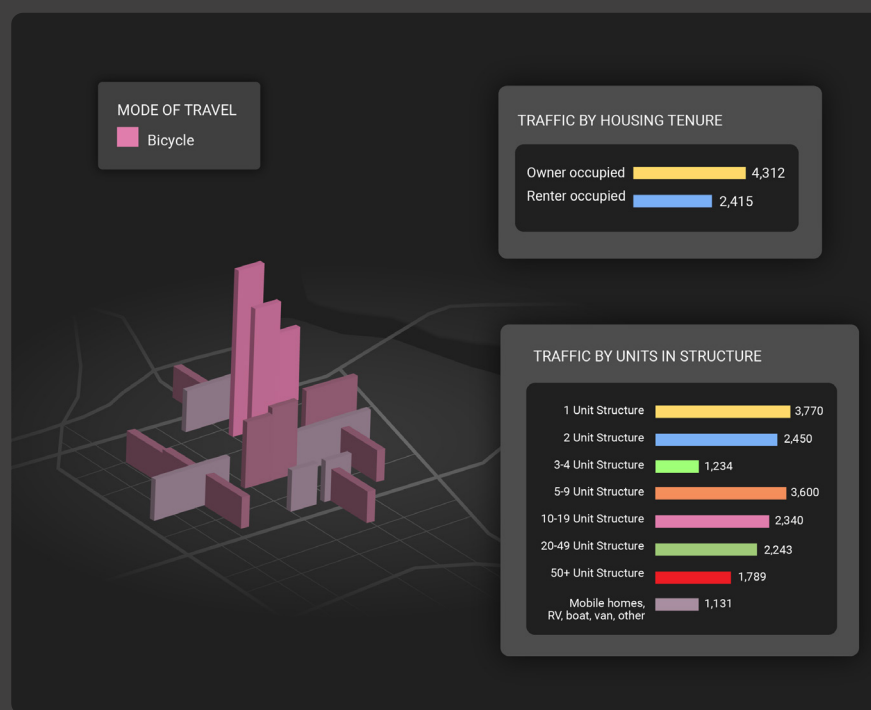 MODE OF TRAVEL
Bicycle
TRAFFIC BY HOUSING TENURE
Owner occupied 4,312
Renter occupied 2,415
TRAFFIC BY UNITS IN STRUCTURE
1 Unit Structure 3,770
2 Unit Structure 2,450
3-4 Unit Structure 1,234
5-9 Unit Structure 3,600
10-19 Unit Structure 2,340
20-49 Unit Structure 2,243
50+ Unit Structure 1,789
Mobile homes, 1,131
RV, boat, van, other